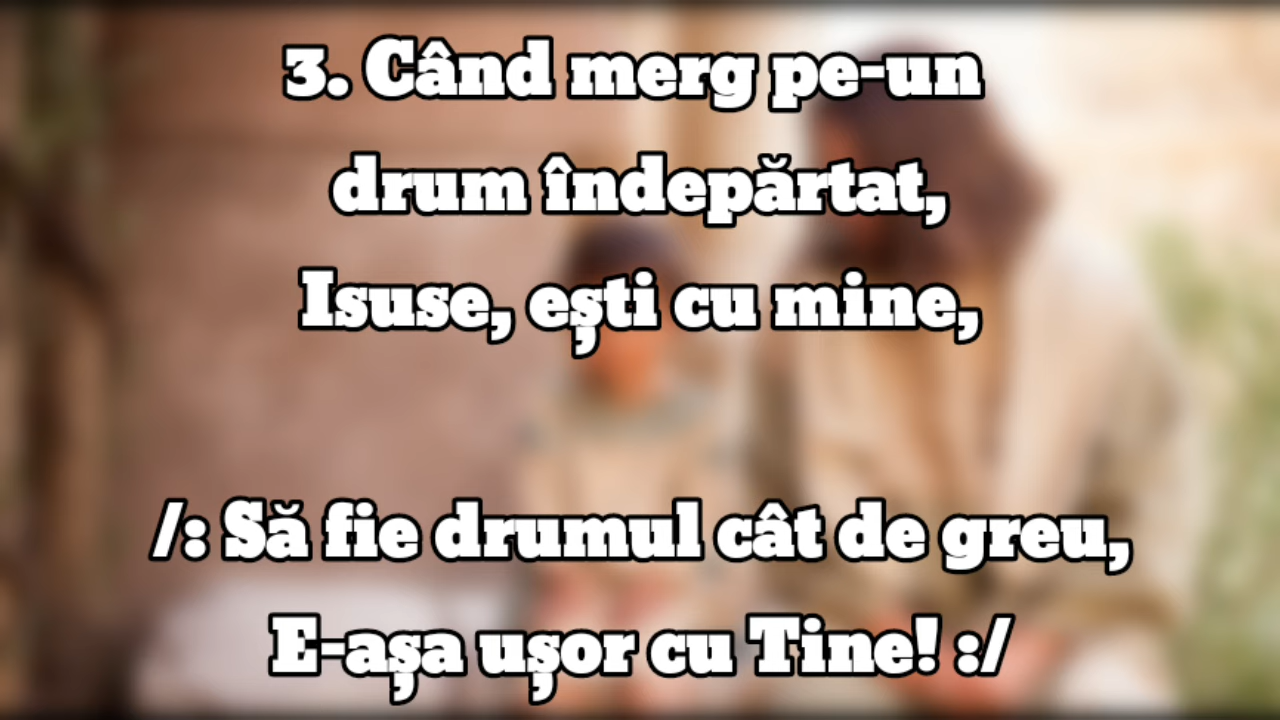 3. Când merg pe-un
drum îndepărtat,
Isuse, ești cu mine,
/: Să fie drumul cât de greu,
E-așa ușor cu Tine! :/